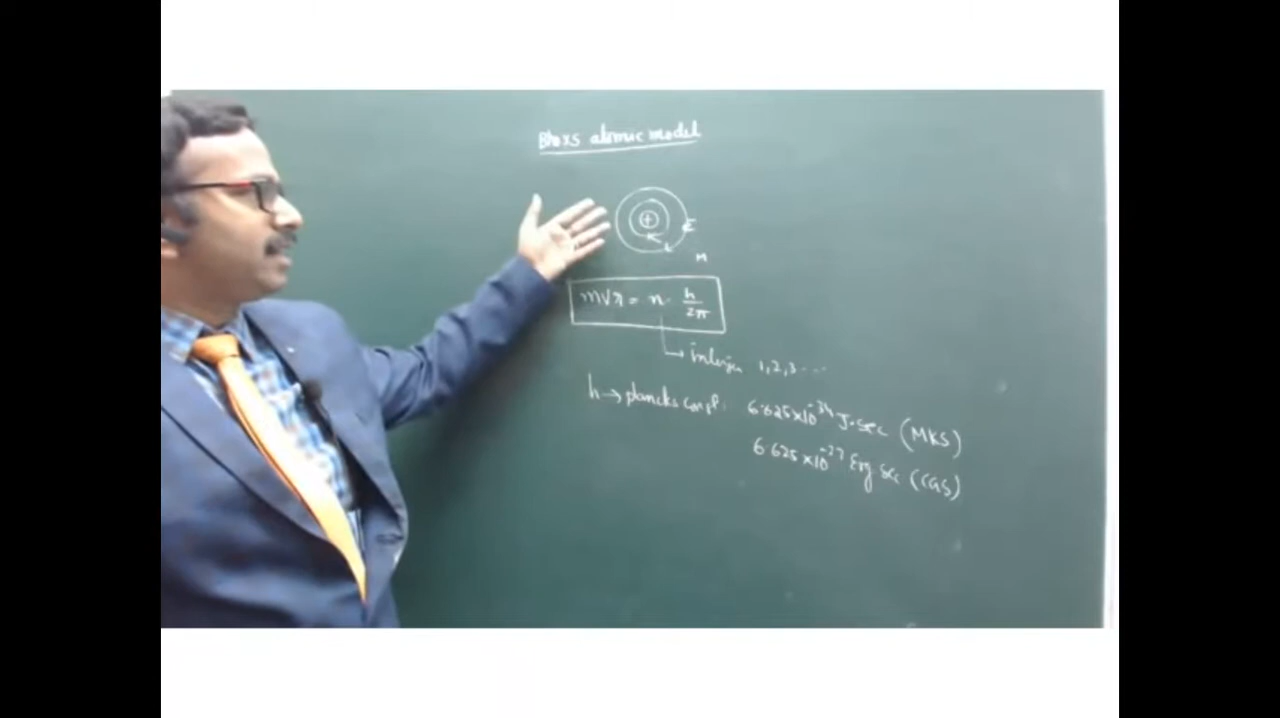 Bhors atomic model
+
K L
M
mvr = n · h/2π
integer 1,2,3 ...
h → plancks const: 6.625×10⁻³⁴ J·sec (MKS)
6.625×10⁻²⁷ Erg sec (CGS)